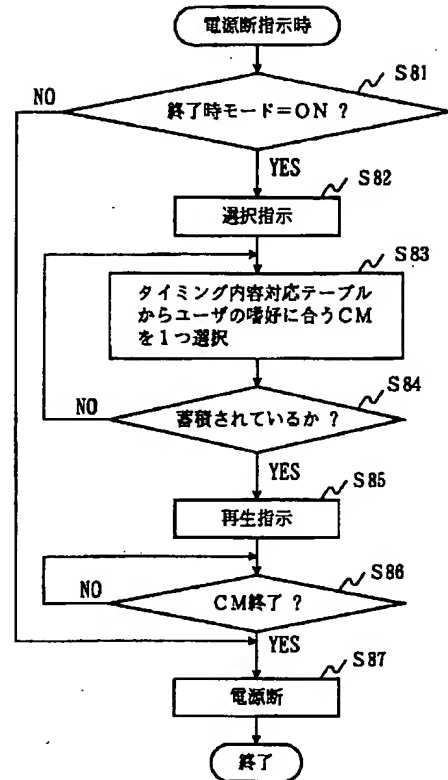 電源断指示時
S81
NO
終了時モード=ON ?
YES
S82
選択指示
S83
タイミング内容対応テーブル
からユーザの嗜好に合うCM
を1つ選択
S84
NO
蓄積されているか ?
YES
S85
再生指示
S86
NO
CM終了 ?
YES
S87
電源断
終了